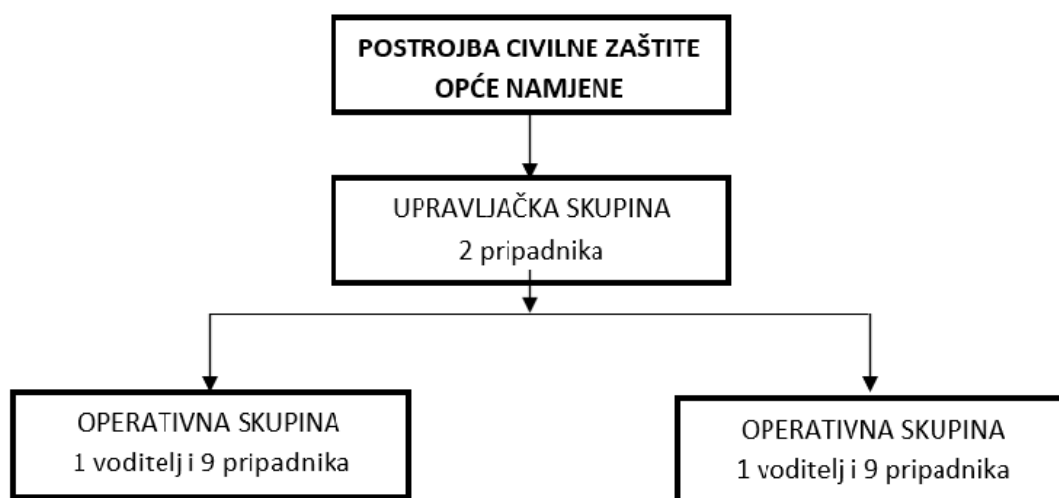 POSTROJBA CIVILNE ZAŠTITE
OPĆE NAMJENE
UPRAVLJAČKA SKUPINA
2 pripadnika
OPERATIVNA SKUPINA
1 voditelj i 9 pripadnika
OPERATIVNA SKUPINA
1 voditelj i 9 pripadnika